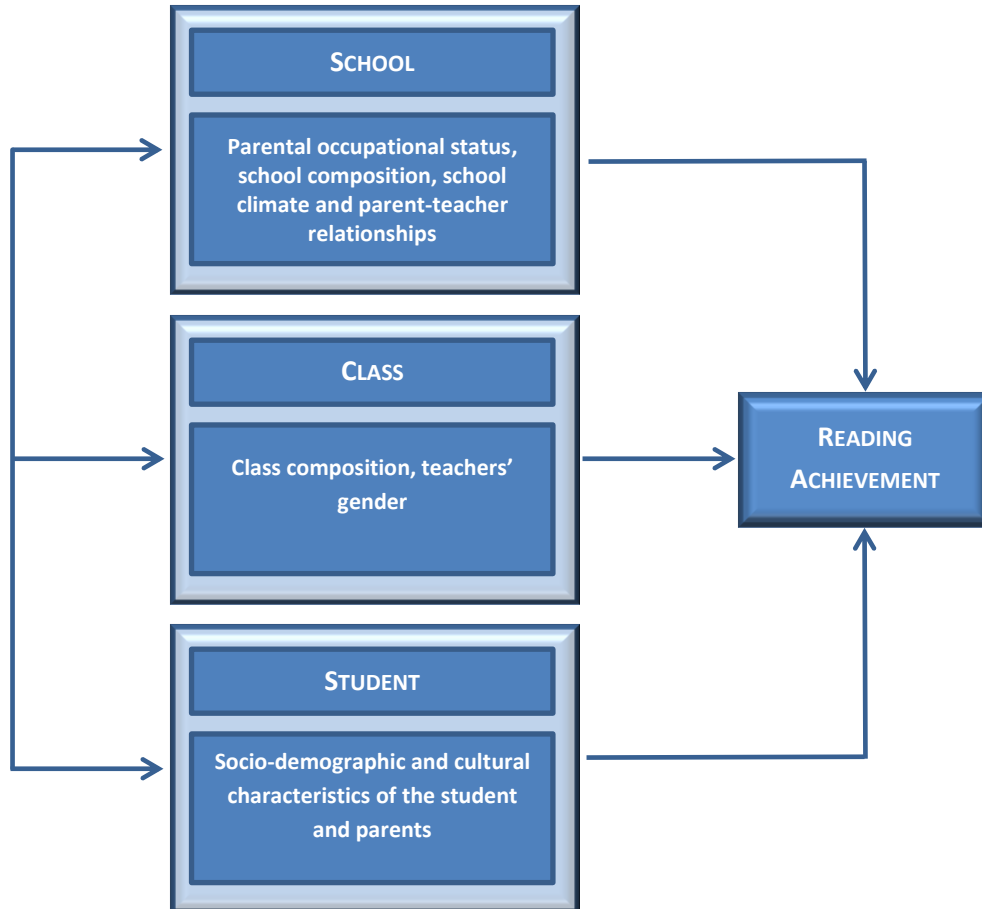 SCHOOL
Parental occupational status,
school composition, school
climate and parent-teacher
relationships
CLASS
Class composition, teachers'
gender
READING
ACHIEVEMENT
STUDENT
Socio-demographic and cultural
characteristics of the student
and parents